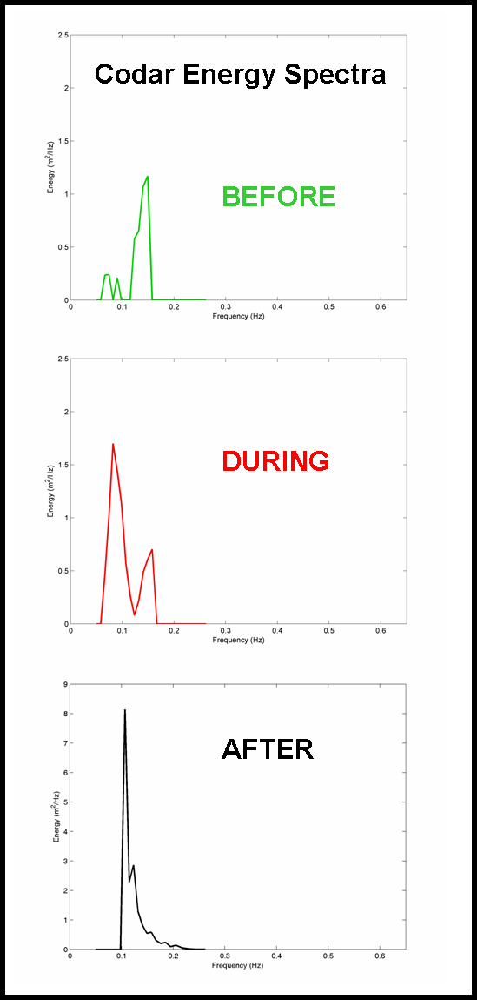 Codar Energy Spectra
BEFORE
Energy (m²/Hz)
2.5
2
1.5
1
0.5
0
0 0.1 0.2 0.3 0.4 0.5 0.6
Frequency (Hz)
DURING
Energy (m²/Hz)
2.5
2
1.5
1
0.5
0
0 0.1 0.2 0.3 0.4 0.5 0.6
Frequency (Hz)
AFTER
Energy (m²/Hz)
9
8
7
6
5
4
3
2
1
0
0 0.1 0.2 0.3 0.4 0.5 0.6
Frequency (Hz)